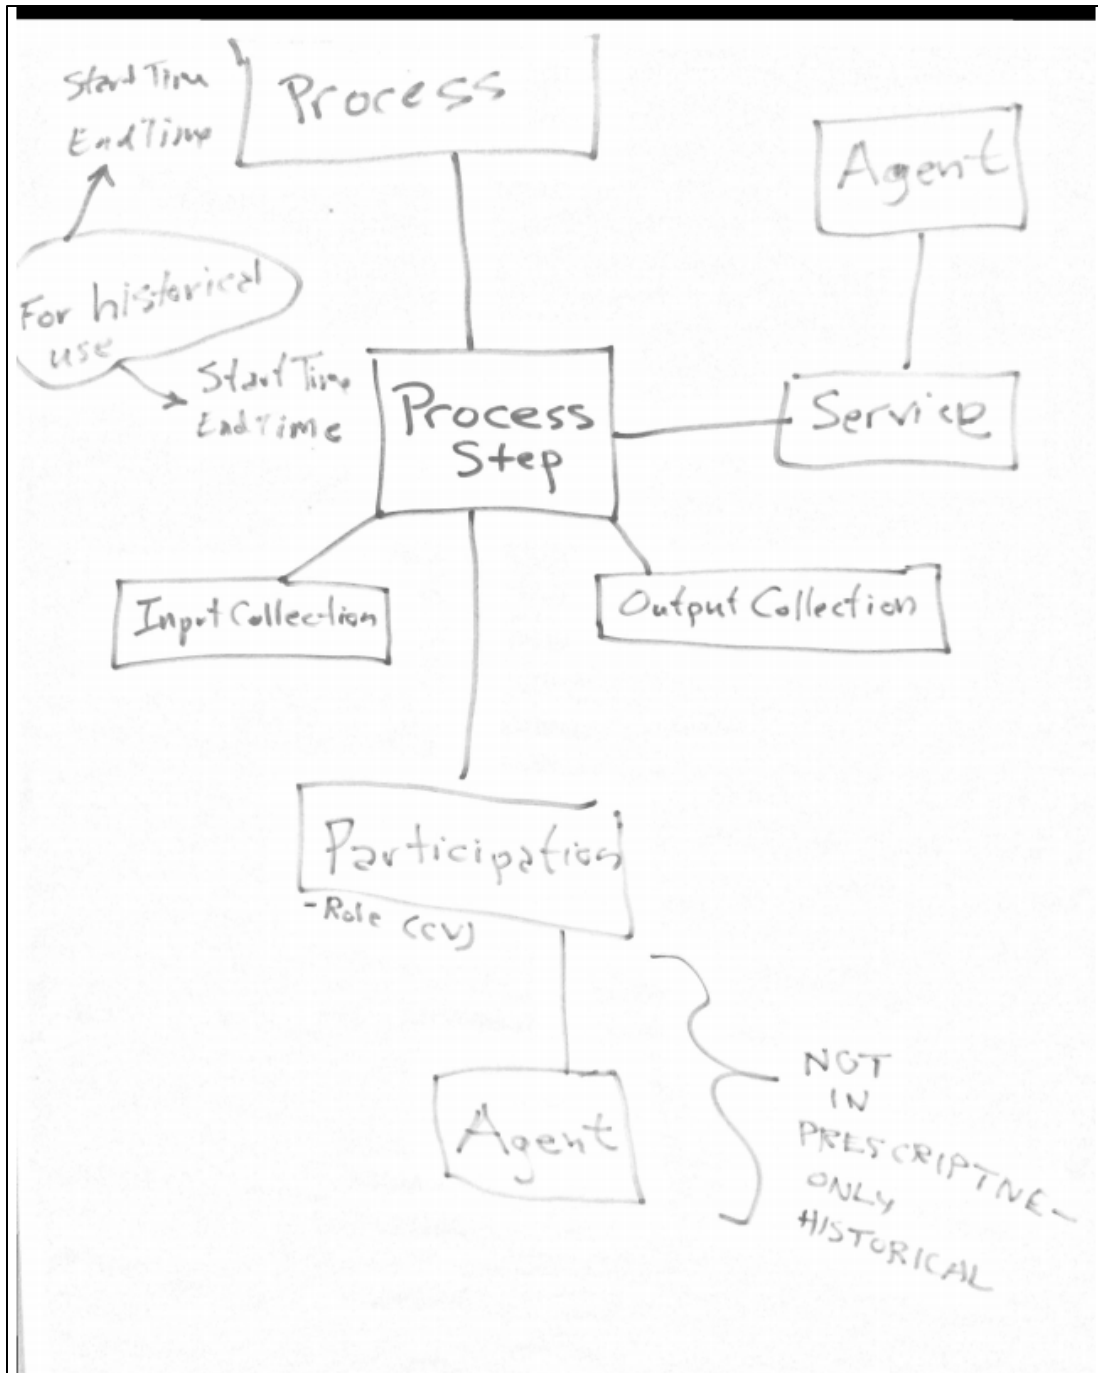 Start Time
End Time
Process
Agent
For historical
use
Start Time
End Time
Process
Step
Service
Input Collection
Output Collection
Participation
-Role (CV)
Agent
NOT
IN
PRESCRIPTIVE -
ONLY
HISTORICAL